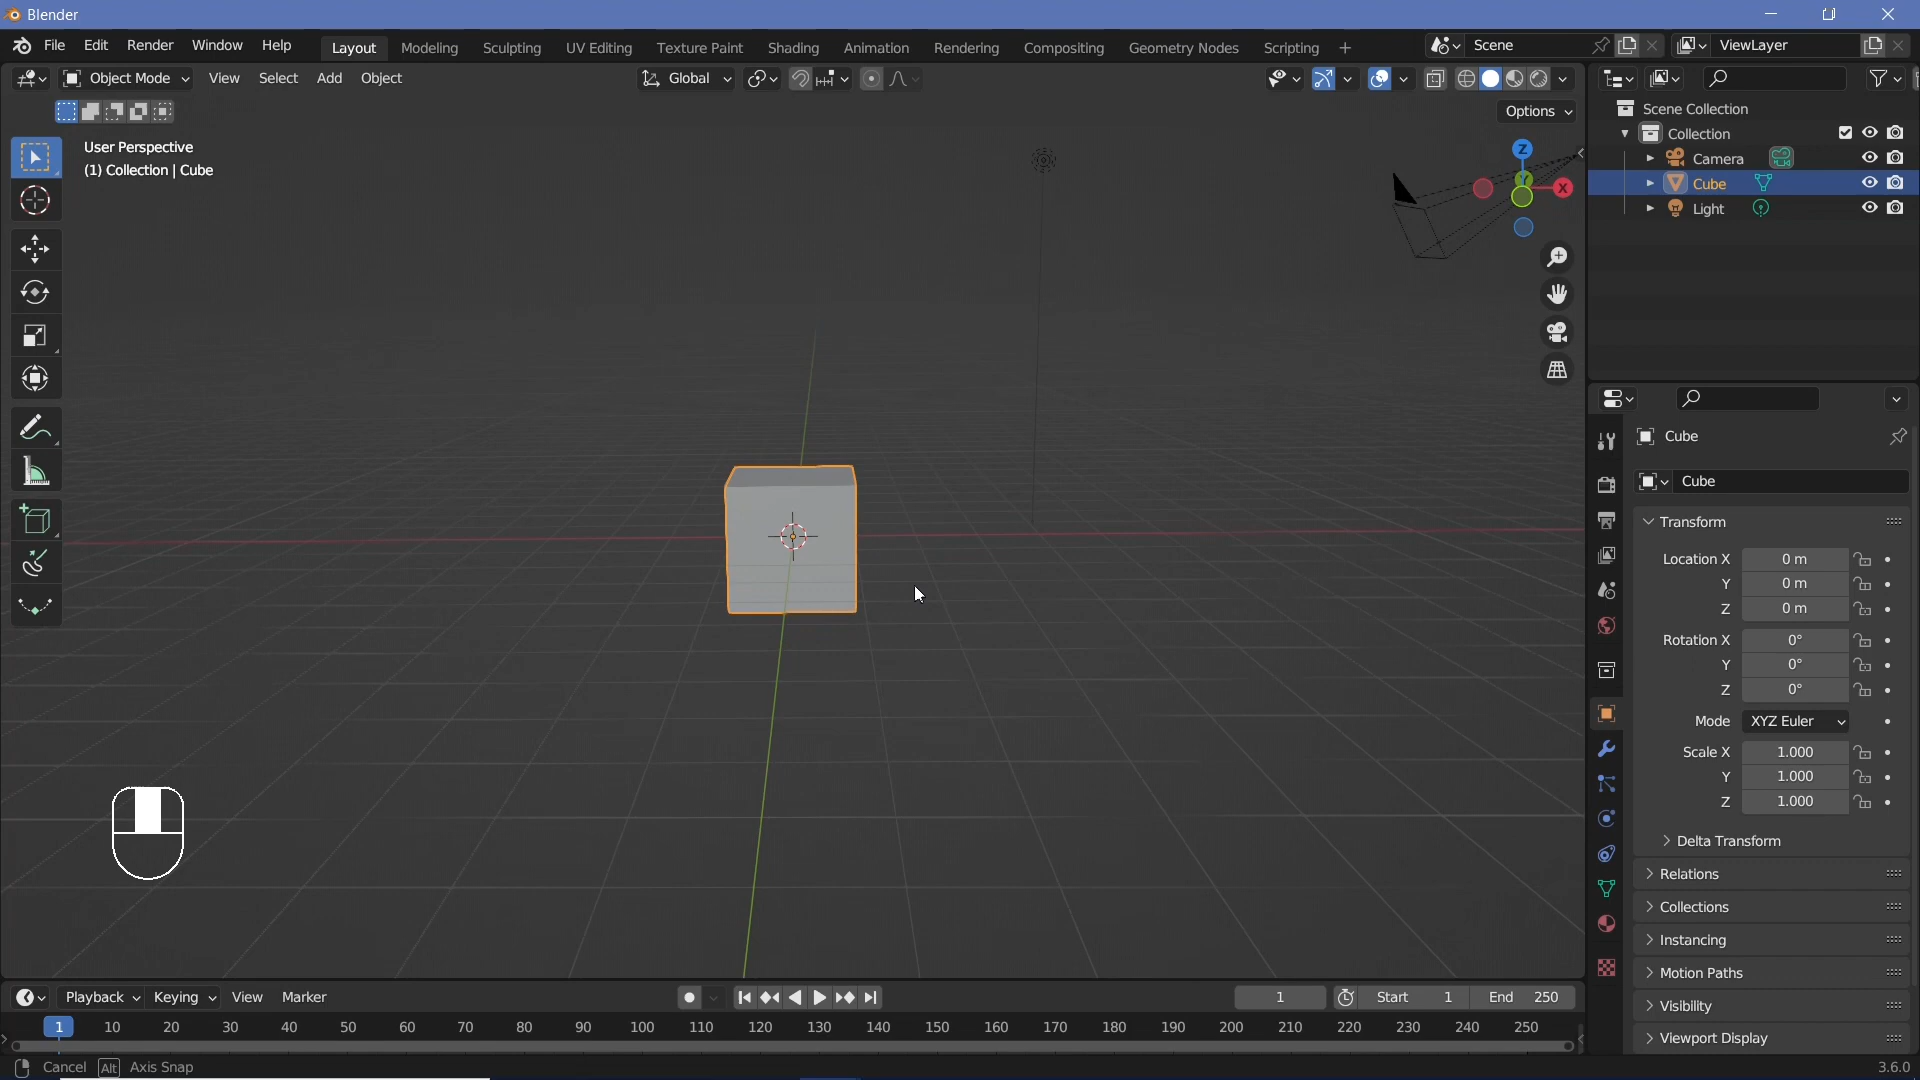 Blender
File Edit Render Window Help Layout Modeling Sculpting UV Editing Texture Paint Shading Animation Rendering Compositing Geometry Nodes Scripting + Scene ViewLayer
Object Mode View Select Add Object Global
Options
User Perspective
(1) Collection | Cube
Z
Y
X
Scene Collection
Collection
Camera
Cube
Light
Cube
Cube
Transform
Location X 0 m
Y 0 m
Z 0 m
Rotation X 0°
Y 0°
Z 0°
Mode XYZ Euler
Scale X 1.000
Y 1.000
Z 1.000
Delta Transform
Relations
Collections
Instancing
Motion Paths
Visibility
Viewport Display
Playback Keying View Marker 1 Start 1 End 250
1 10 20 30 40 50 60 70 80 90 100 110 120 130 140 150 160 170 180 190 200 210 220 230 240 250
Cancel Alt Axis Snap 3.6.0